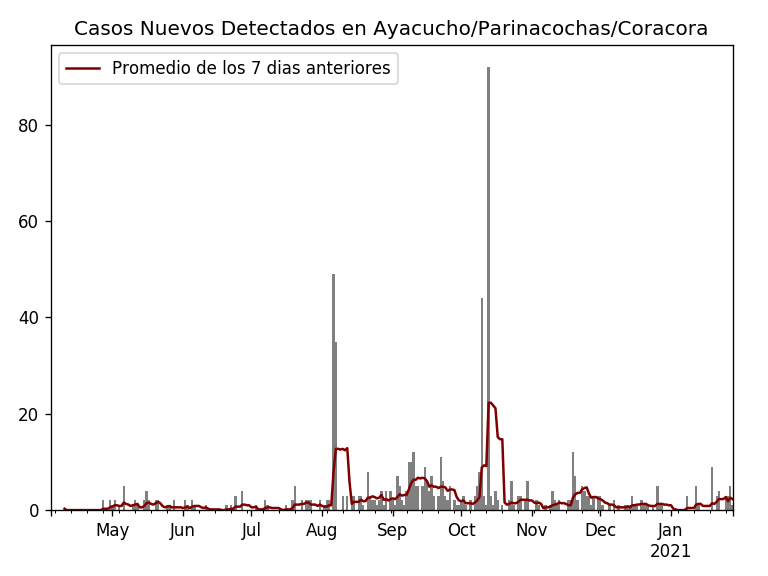 Casos Nuevos Detectados en Ayacucho/Parinacochas/Coracora
Promedio de los 7 dias anteriores
80
60
40
20
0
May Jun Jul Aug Sep Oct Nov Dec Jan
2021